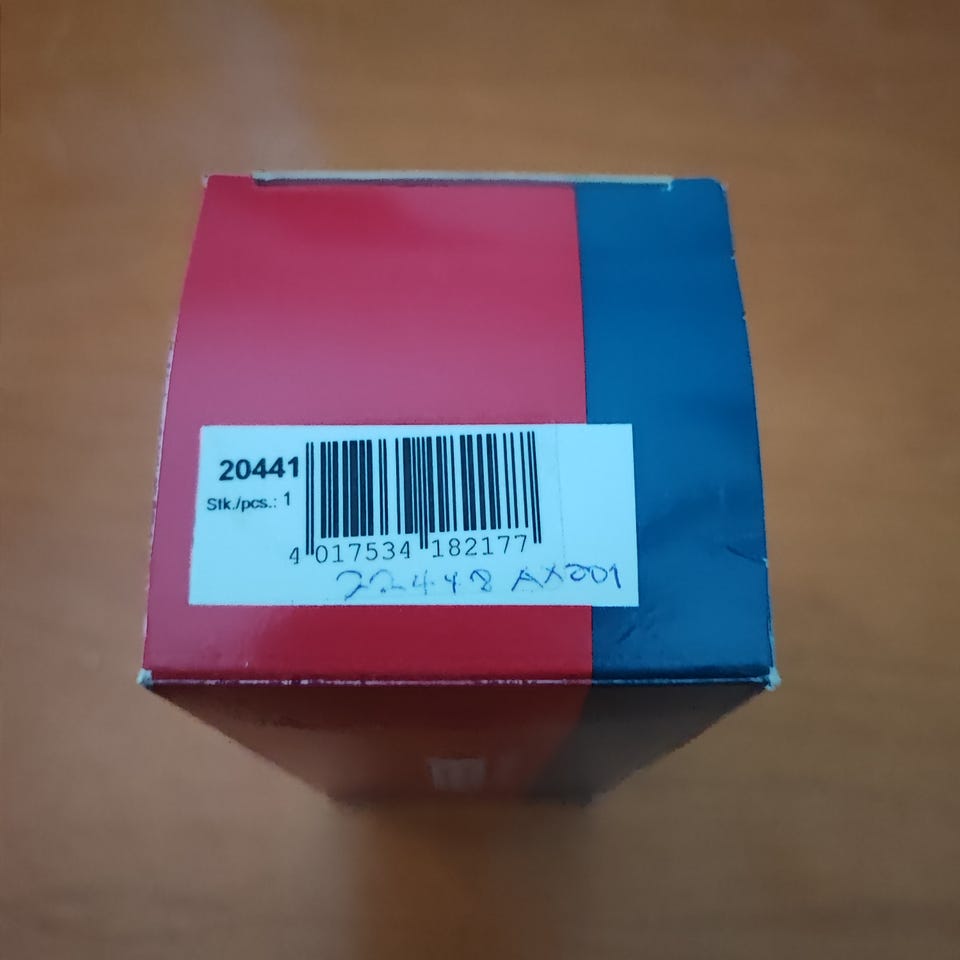 20441
Stk./pcs.: 1
4 017534 182177
22448 AX001